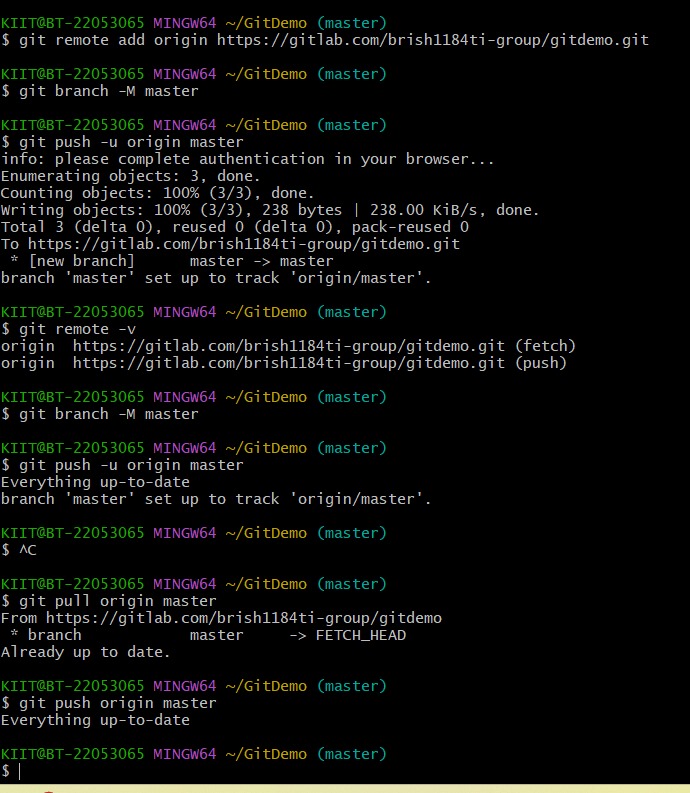 KIIT@BT-22053065 MINGW64 ~/GitDemo (master)
$ git remote add origin https://gitlab.com/brish1184ti-group/gitdemo.git
KIIT@BT-22053065 MINGW64 ~/GitDemo (master)
$ git branch -M master
KIIT@BT-22053065 MINGW64 ~/GitDemo (master)
$ git push -u origin master
info: please complete authentication in your browser...
Enumerating objects: 3, done.
Counting objects: 100% (3/3), done.
Writing objects: 100% (3/3), 238 bytes | 238.00 KiB/s, done.
Total 3 (delta 0), reused 0 (delta 0), pack-reused 0
To https://gitlab.com/brish1184ti-group/gitdemo.git
 * [new branch]      master -> master
branch 'master' set up to track 'origin/master'.
KIIT@BT-22053065 MINGW64 ~/GitDemo (master)
$ git remote -v
origin  https://gitlab.com/brish1184ti-group/gitdemo.git (fetch)
origin  https://gitlab.com/brish1184ti-group/gitdemo.git (push)
KIIT@BT-22053065 MINGW64 ~/GitDemo (master)
$ git branch -M master
KIIT@BT-22053065 MINGW64 ~/GitDemo (master)
$ git push -u origin master
Everything up-to-date
branch 'master' set up to track 'origin/master'.
KIIT@BT-22053065 MINGW64 ~/GitDemo (master)
$ ^C
KIIT@BT-22053065 MINGW64 ~/GitDemo (master)
$ git pull origin master
From https://gitlab.com/brish1184ti-group/gitdemo
 * branch            master     -> FETCH_HEAD
Already up to date.
KIIT@BT-22053065 MINGW64 ~/GitDemo (master)
$ git push origin master
Everything up-to-date
KIIT@BT-22053065 MINGW64 ~/GitDemo (master)
$